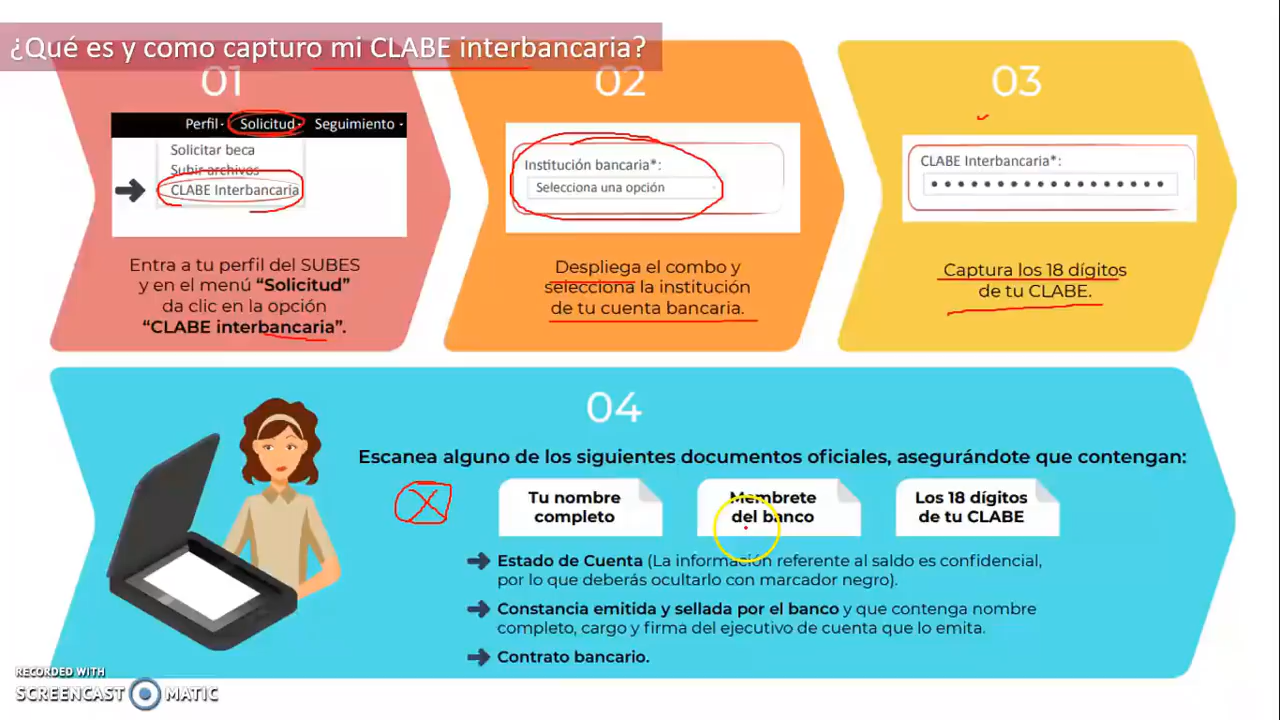 ¿Qué es y como capturo mi CLABE interbancaria?
01
Perfil Solicitud Seguimiento
Solicitar beca
Subir archivos
CLABE Interbancaria
Entra a tu perfil del SUBES
y en el menú “Solicitud”
da clic en la opción
“CLABE interbancaria”.
02
Institución bancaria*:
Selecciona una opción
Despliega el combo y
selecciona la institución
de tu cuenta bancaria.
03
CLABE Interbancaria*:
Captura los 18 dígitos
de tu CLABE.
04
Escanea alguno de los siguientes documentos oficiales, asegurándote que contengan:
Tu nombre
completo
Membrete
del banco
Los 18 dígitos
de tu CLABE
Estado de Cuenta (La información referente al saldo es confidencial,
por lo que deberás ocultarlo con marcador negro).
Constancia emitida y sellada por el banco y que contenga nombre
completo, cargo y firma del ejecutivo de cuenta que lo emita.
Contrato bancario.
RECORDED WITH
SCREENCAST MATIC